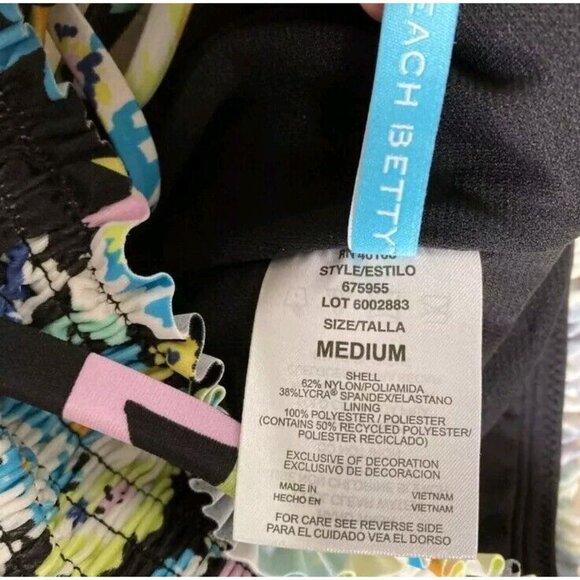 EACH BETTY
STYLE/ESTILO
675955
LOT 6002883
SIZE/TALLA
MEDIUM
SHELL
62% NYLON/POLIAMIDA
38%LYCRA® SPANDEX/ELASTANO
LINING
100% POLYESTER / POLIESTER
(CONTAINS 50% RECYCLED POLYESTER/
POLIESTER RECICLADO)
EXCLUSIVE OF DECORATION
EXCLUSIVO DE DECORACION
MADE IN VIETNAM
HECHO EN VIETNAM
FOR CARE SEE REVERSE SIDE
PARA EL CUIDADO VEA EL DORSO